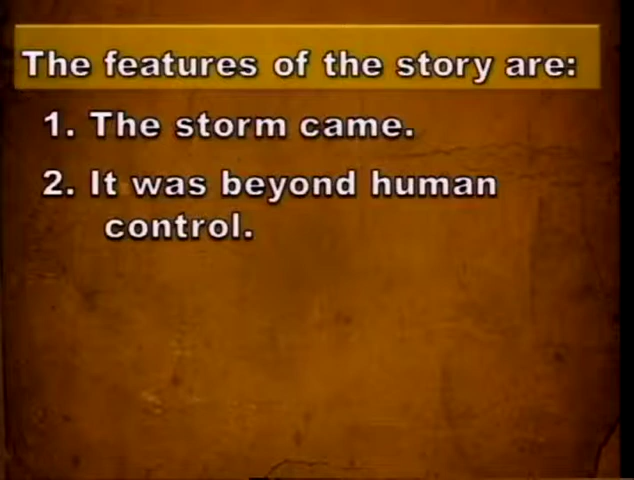 The features of the story are:
1. The storm came.
2. It was beyond human
control.